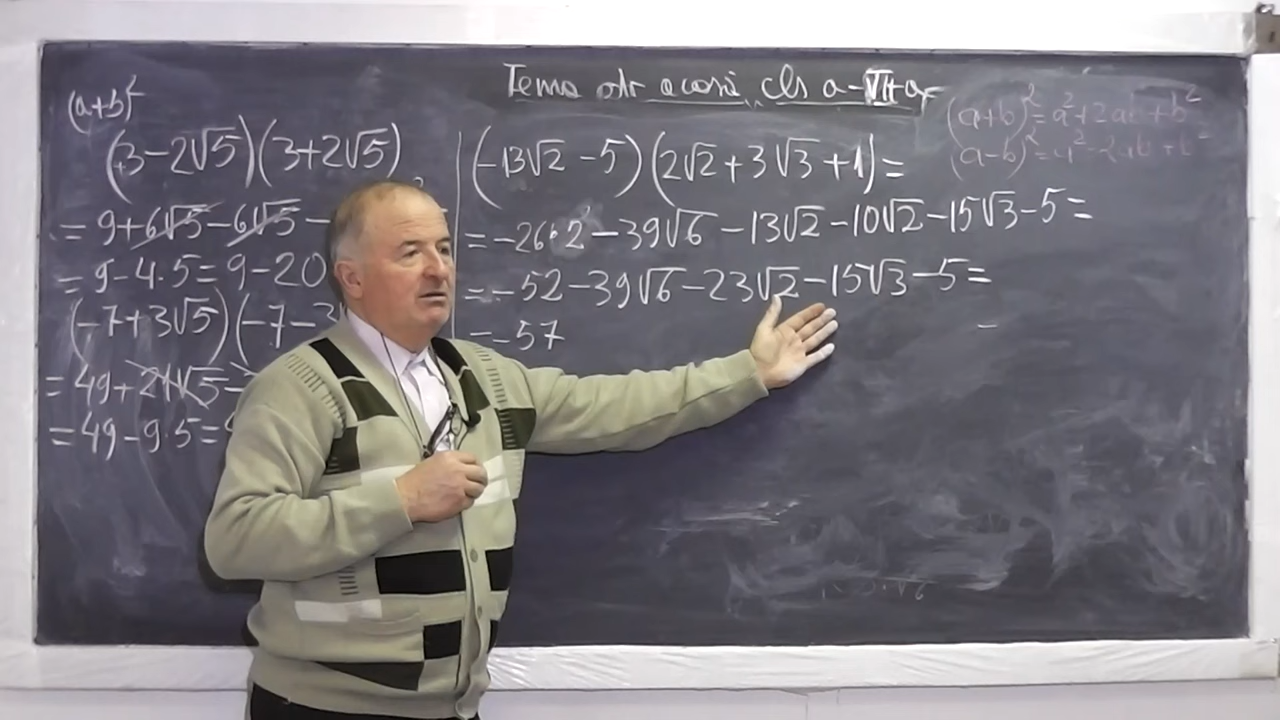 Tema ptr acasă cls a-VII-a
(a+b)²
(3-2√5)(3+2√5)
= 9+6√5-6√5-
= 9-4·5=9-20
(-7+3√5)(-7-3
= 49+21√5-
= 49-9·5=
(-13√2-5)(2√2+3√3+1)=
=-26·2-39√6-13√2-10√2-15√3-5=
=-52-39√6-23√2-15√3-5=
=-57
(a+b)²=a²+2ab+b²
(a-b)²=a²-2ab+b²